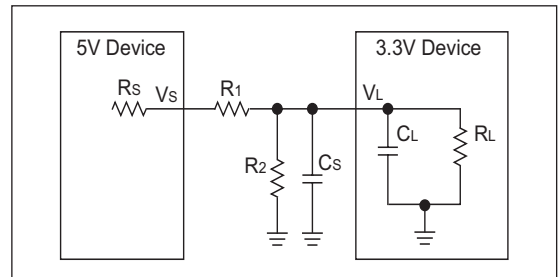 5V Device
3.3V Device
RS
VS
R1
VL
R2
CS
CL
RL